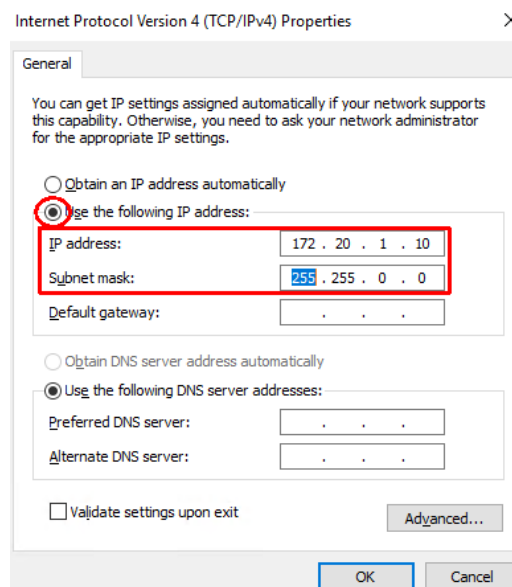 Internet Protocol Version 4 (TCP/IPv4) Properties
General
You can get IP settings assigned automatically if your network supports
this capability. Otherwise, you need to ask your network administrator
for the appropriate IP settings.
Obtain an IP address automatically
Use the following IP address:
IP address: 172 . 20 . 1 . 10
Subnet mask: 255 . 255 . 0 . 0
Default gateway: . . .
Obtain DNS server address automatically
Use the following DNS server addresses:
Preferred DNS server: . . .
Alternate DNS server: . . .
Validate settings upon exit
Advanced...
OK Cancel